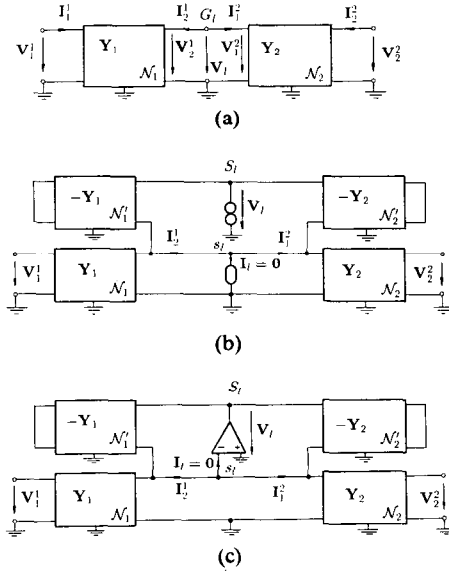 I₁¹ I₂¹ G_l I₁² I₂²
V₁¹ Y₁ V₂¹ V₁² Y₂ V₂²
V_l
𝒩₁ 𝒩₂
(a)
S_l
−Y₁ V_l −Y₂
𝒩₁′ 𝒩₂′
I₂¹ s_l I₁²
V₁¹ Y₁ I_l = 0 Y₂ V₂²
𝒩₁ 𝒩₂
(b)
S_l
−Y₁ − + V_l −Y₂
𝒩₁′ 𝒩₂′
I_l = 0 s_l
I₂¹ I₁²
V₁¹ Y₁ Y₂ V₂²
𝒩₁ 𝒩₂
(c)